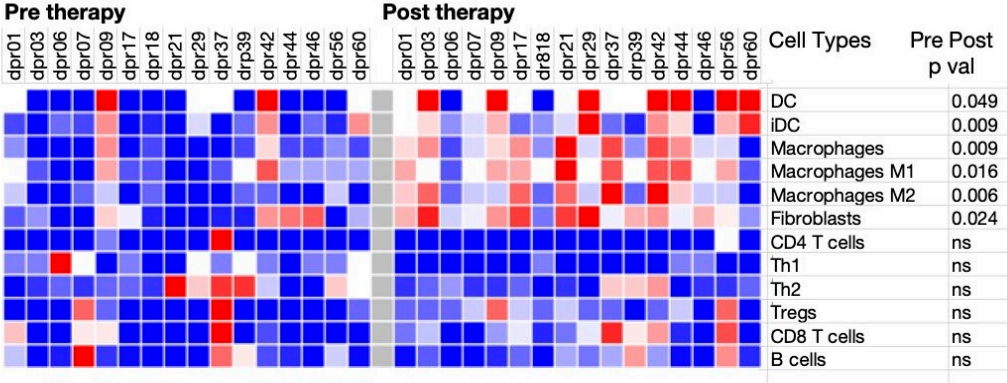 Pre therapy Post therapy
dpr01 dpr03 dpr06 dpr07 dpr09 dpr17 dpr18 dpr21 dpr29 dpr37 drp39 dpr42 dpr44 dpr46 dpr56 dpr60 dpr01 dpr03 dpr06 dpr07 dpr09 dpr17 dr818 dpr21 dpr29 dpr37 drp39 dpr42 dpr44 dpr46 dpr56 dpr60 Cell Types Pre Post
p val
DC 0.049
iDC 0.009
Macrophages 0.009
Macrophages M1 0.016
Macrophages M2 0.006
Fibroblasts 0.024
CD4 T cells ns
Th1 ns
Th2 ns
Tregs ns
CD8 T cells ns
B cells ns